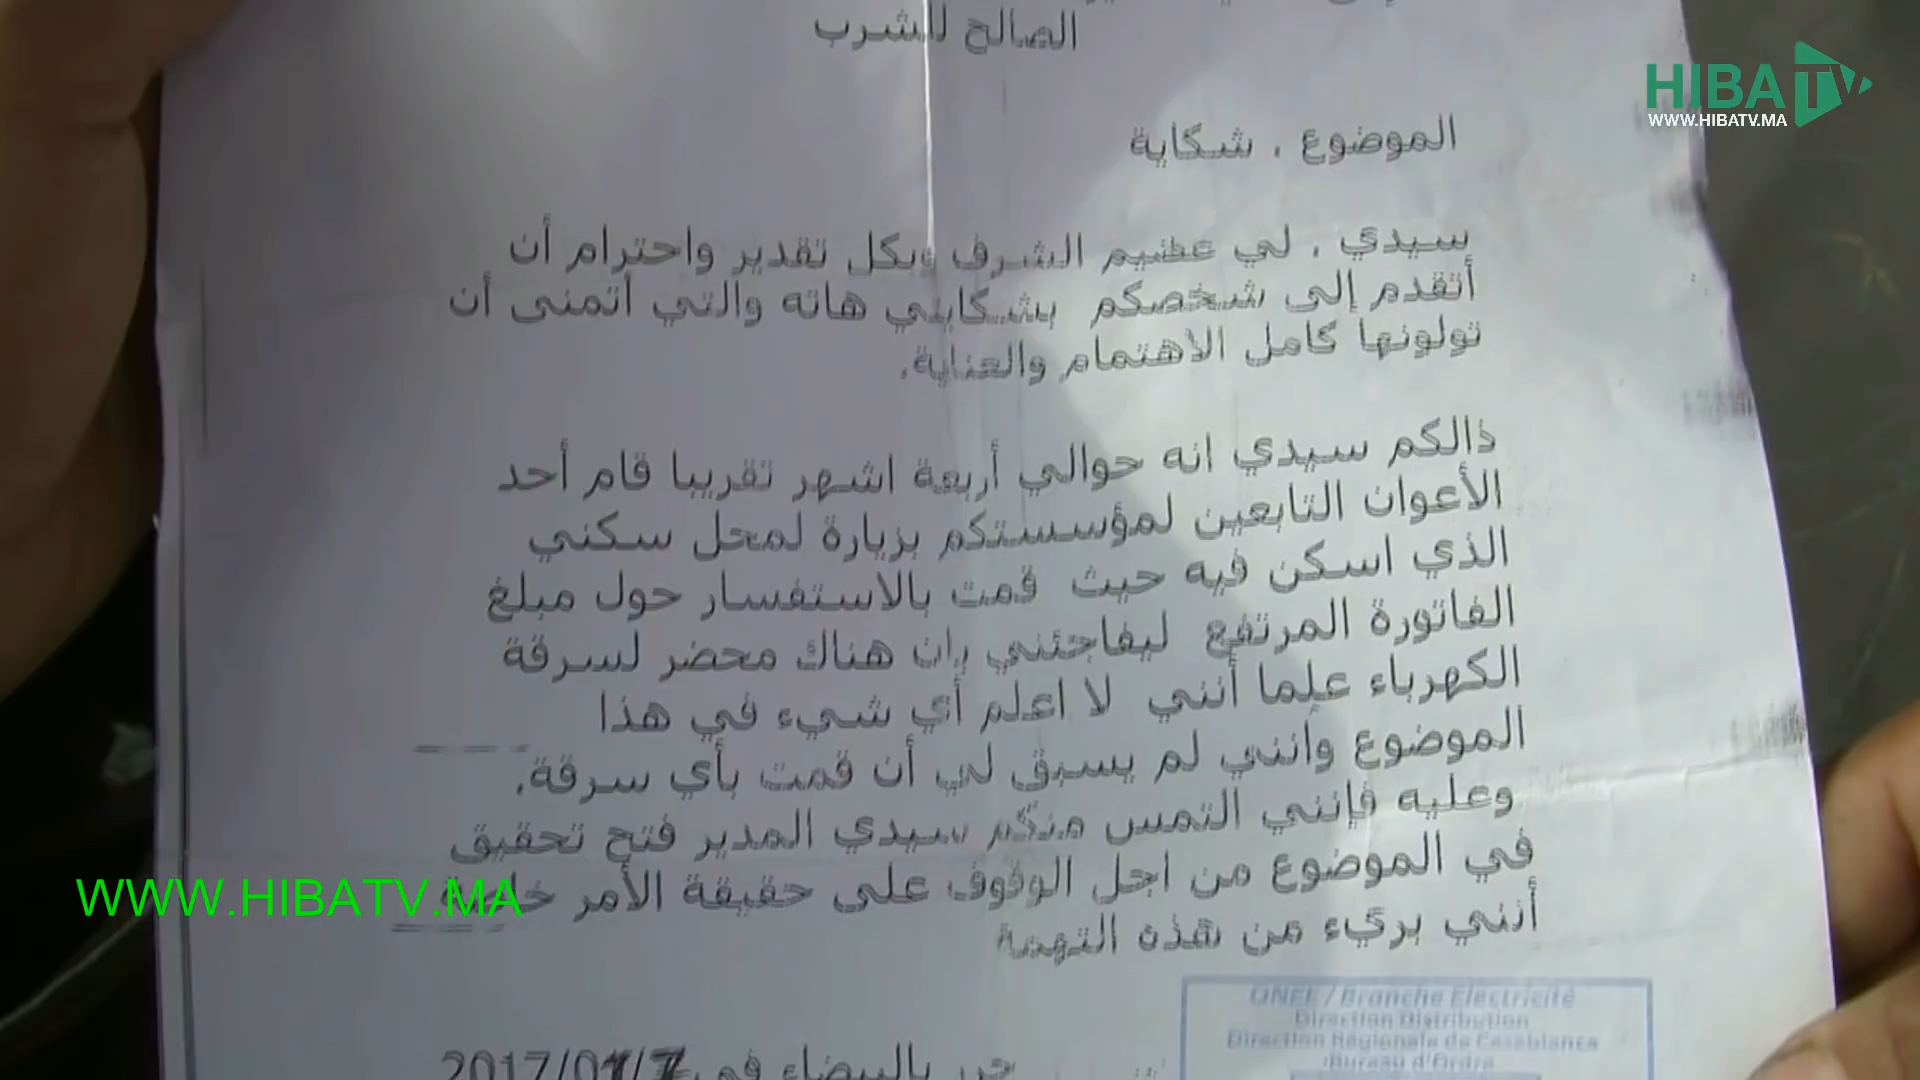 الصالح للشرب
HIBA TV
WWW.HIBATV.MA
الموضوع . شكاية
سيدي . لي عظيم الشرف وبكل تقدير واحترام أن
أتقدم إلى شخصكم بشكايتي هاته والتي أتمنى أن
تولونها كامل الاهتمام والعناية.
ذالكم سيدي انه حوالي أربعة اشهر تقريبا قام أحد
الأعوان التابعين لمؤسستكم بزيارة لمحل سكني
الذي اسكن فيه حيث قمت بالاستفسار حول مبلغ
الفاتورة المرتفع ليفاجئني بان هناك محضر لسرقة
الكهرباء علما أنني لا اعلم أي شيء في هذا
الموضوع وانني لم يسبق لي أن قمت بأي سرقة.
وعليه فإنني التمس منكم سيدي المدير فتح تحقيق
في الموضوع من اجل الوقوف على حقيقة الأمر خاصة
WWW.HIBATV.MA
أنني بريء من هذه التهمة
ONEE / Branche Electricité
Direction Distribution
Direction Régionale de Casablanca
Bureau d'Ordre
حرر بالبيضاء في